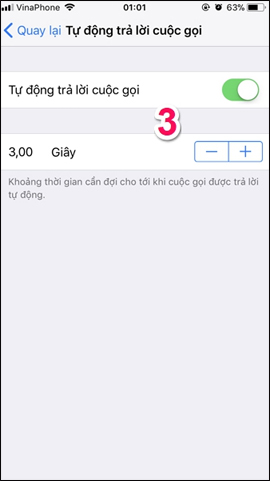 VinaPhone 01:01 63%
Quay lại Tự động trả lời cuộc gọi
Tự động trả lời cuộc gọi
3
3,00 Giây − +
Khoảng thời gian cần đợi cho tới khi cuộc gọi được trả lời
tự động.